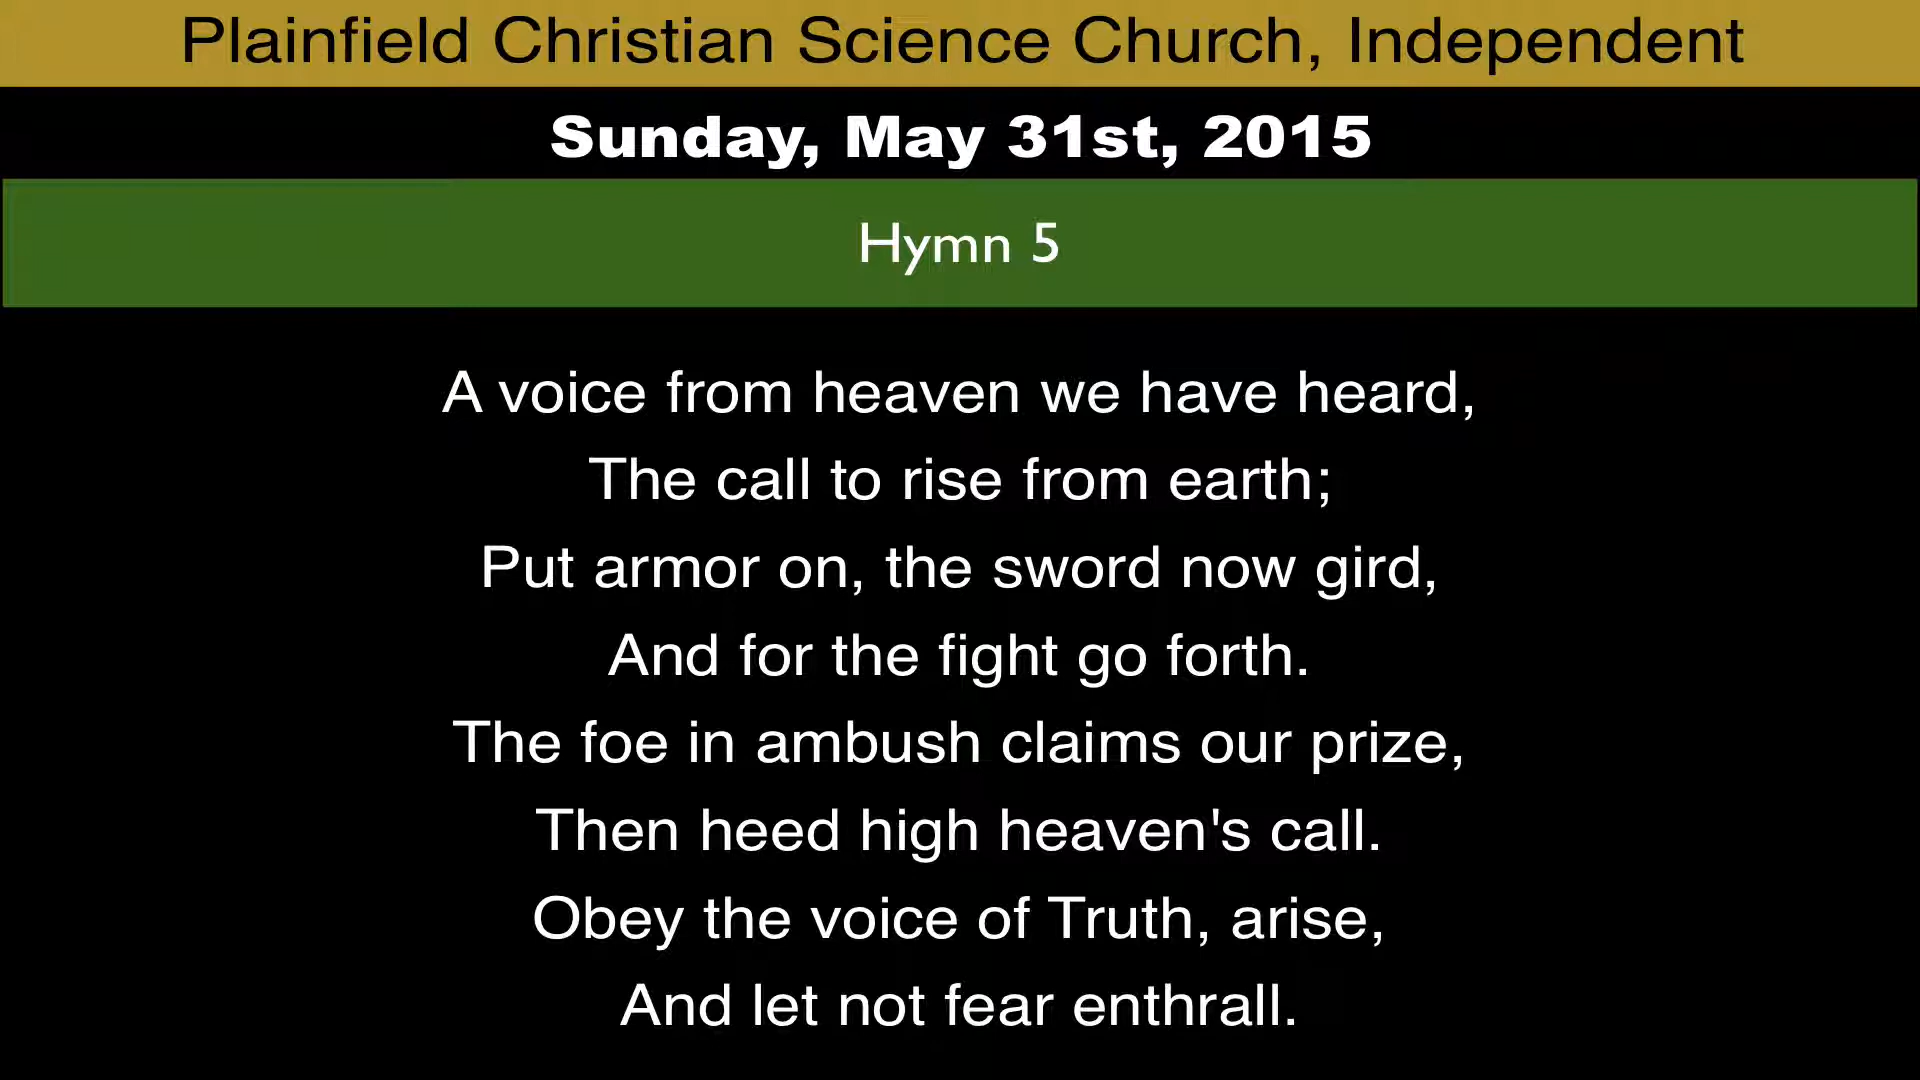 Plainfield Christian Science Church, Independent
Sunday, May 31st, 2015
Hymn 5
A voice from heaven we have heard,
The call to rise from earth;
Put armor on, the sword now gird,
And for the fight go forth.
The foe in ambush claims our prize,
Then heed high heaven's call.
Obey the voice of Truth, arise,
And let not fear enthrall.